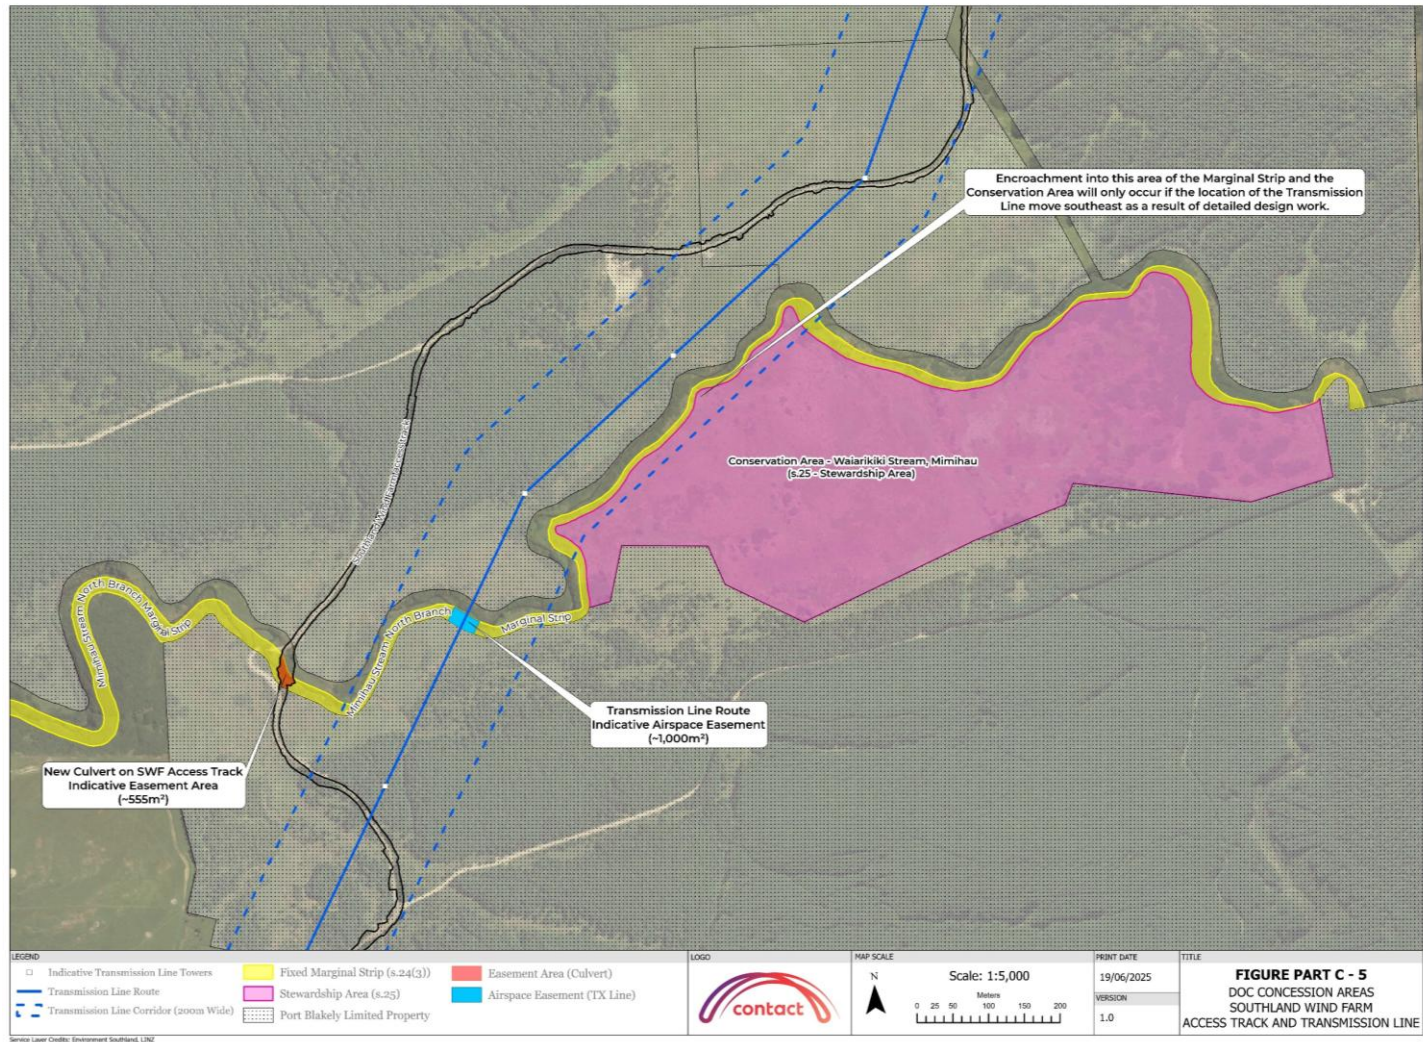 Encroachment into this area of the Marginal Strip and the
Conservation Area will only occur if the location of the Transmission
Line move southeast as a result of detailed design work.
Southland Wind Farm access track
Conservation Area - Waiarikiki Stream, Mimihau
(s.25 - Stewardship Area)
Mimihau Stream North Branch Marginal Strip
Mimihau Stream North Branch
Marginal Strip
Transmission Line Route
Indicative Airspace Easement
(~1,000m²)
New Culvert on SWF Access Track
Indicative Easement Area
(~555m²)
LEGEND
Indicative Transmission Line Towers
Transmission Line Route
Transmission Line Corridor (200m Wide)
Fixed Marginal Strip (s.24(3))
Stewardship Area (s.25)
Port Blakely Limited Property
Easement Area (Culvert)
Airspace Easement (TX Line)
LOGO
contact
MAP SCALE
N
Scale: 1:5,000
Meters
0 25 50 100 150 200
PRINT DATE
19/06/2025
VERSION
1.0
TITLE
FIGURE PART C - 5
DOC CONCESSION AREAS
SOUTHLAND WIND FARM
ACCESS TRACK AND TRANSMISSION LINE
Service Layer Credits: Environment Southland, LINZ